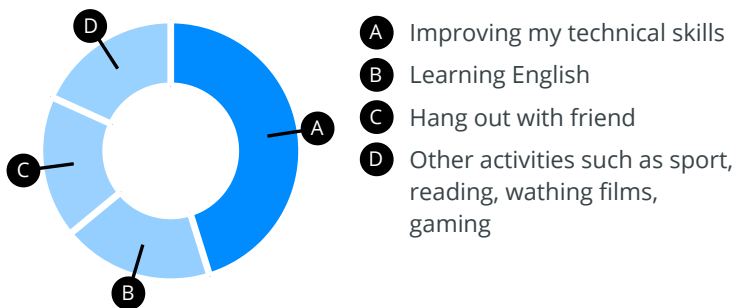 D
A
C
B
A Improving my technical skills
B Learning English
C Hang out with friend
D Other activities such as sport,
reading, wathing films,
gaming